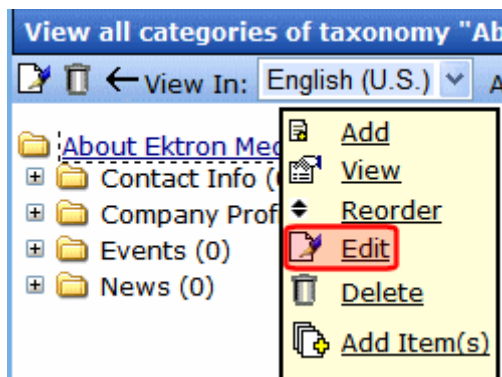 View all categories of taxonomy "Ab
View In: English (U.S.)
About Ektron Med
Contact Info (
Company Prof
Events (0)
News (0)
Add
View
Reorder
Edit
Delete
Add Item(s)